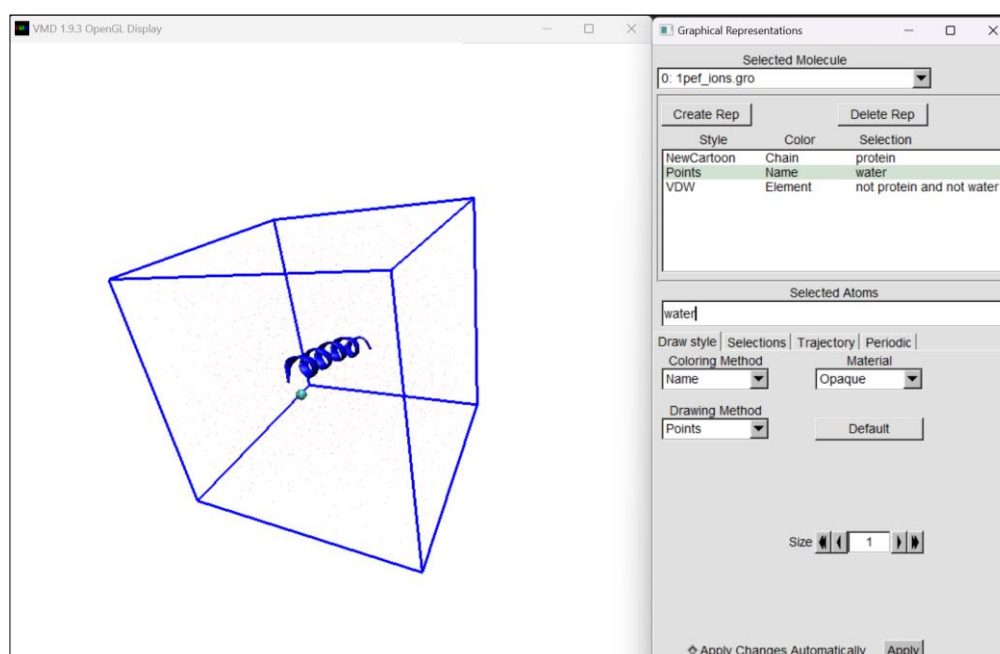 VMD 1.9.3 OpenGL Display
Graphical Representations
Selected Molecule
0: 1pef_ions.gro
Create Rep Delete Rep
Style Color Selection
NewCartoon Chain protein
Points Name water
VDW Element not protein and not water
Selected Atoms
water
Draw style Selections Trajectory Periodic
Coloring Method Material
Name Opaque
Drawing Method
Points Default
Size 1
Apply Changes Automatically Apply